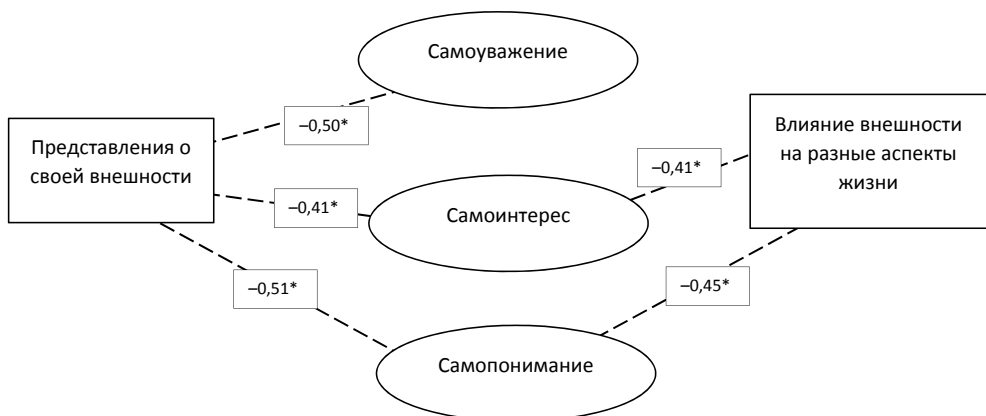 Самоуважение
–0,50*
Представления о
своей внешности
Влияние внешности
на разные аспекты
жизни
–0,41*
–0,41*
Самоинтерес
–0,51*
–0,45*
Самопонимание